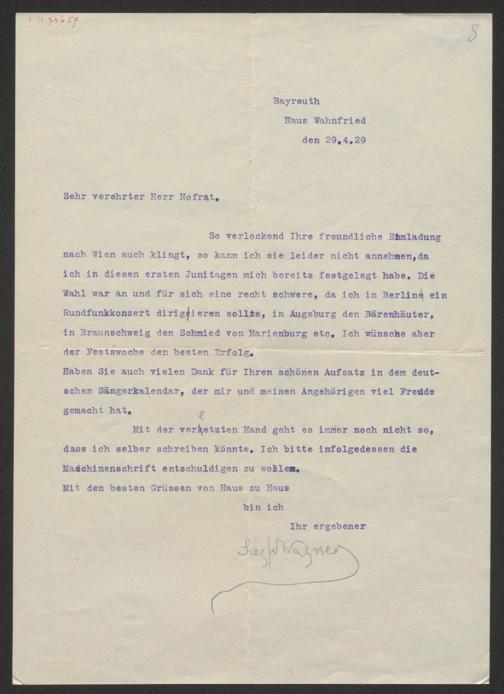 I.N.206.59
8
Bayreuth
Haus Wahnfried
den 29.4.29
Sehr verehrter Herr Hofrat.
So verlockend Ihre freundliche Einladung
nach Wien auch klingt, so kann ich sie leider nicht annehmen,da
ich in diesen ersten Junitagen mich bereits festgelegt habe. Die
Wahl war an und für sich eine recht schwere, da ich in Berlin ein
Rundfunkkonzert dirigieren sollte, in Augsburg den Bärenhäuter,
in Braunschweig den Schmied von Marienburg etc. Ich wünsche aber
der Festwoche den besten Erfolg.
Haben Sie auch vielen Dank für Ihren schönen Aufsatz in dem deut-
schen Sängerkalendar, der mir und meinen Angehörigen viel Freude
gemacht hat.
Mit der verletzten Hand geht es immer noch nicht so,
dass ich selber schreiben könnte. Ich bitte infolgedessen die
Maschinenschrift entschuldigen zu wollen.
Mit den besten Grüssen von Haus zu Haus
bin ich
Ihr ergebener
Siegfr Wagner